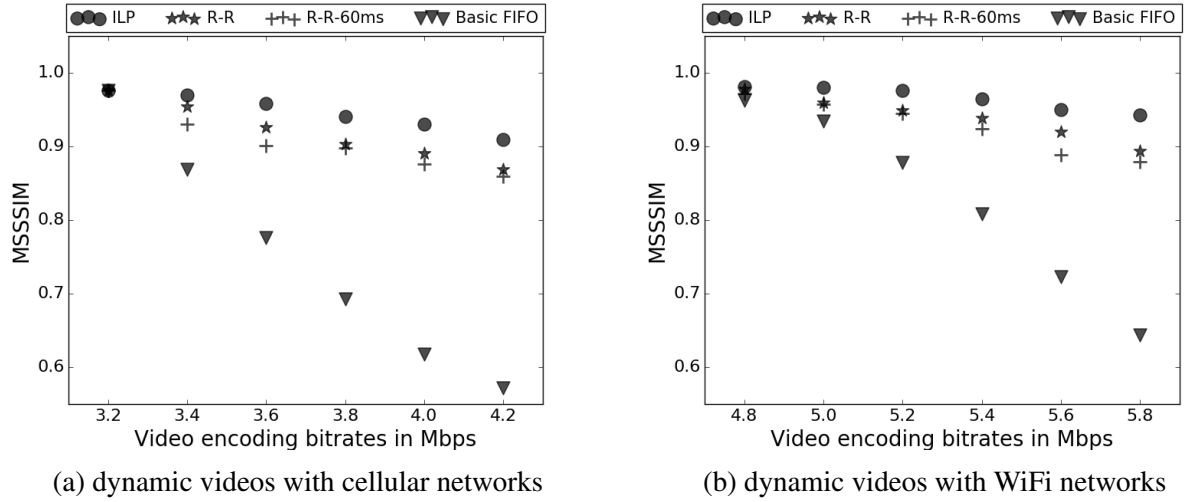 ILP R-R R-R-60ms Basic FIFO
1.0
0.9
0.8
0.7
0.6
MSSSIM
3.2 3.4 3.6 3.8 4.0 4.2
Video encoding bitrates in Mbps
(a) dynamic videos with cellular networks
ILP R-R R-R-60ms Basic FIFO
1.0
0.9
0.8
0.7
0.6
MSSSIM
4.8 5.0 5.2 5.4 5.6 5.8
Video encoding bitrates in Mbps
(b) dynamic videos with WiFi networks